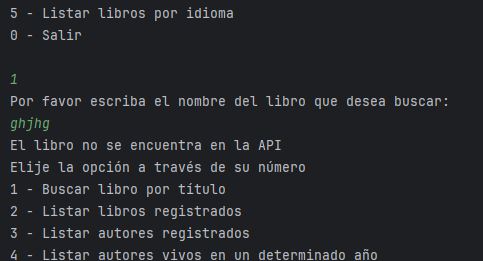 5 - Listar libros por idioma
0 - Salir
1
Por favor escriba el nombre del libro que desea buscar:
ghjhg
El libro no se encuentra en la API
Elije la opción a través de su número
1 - Buscar libro por titulo
2 - Listar libros registrados
3 - Listar autores registrados
4 - Listar autores vivos en un determinado año